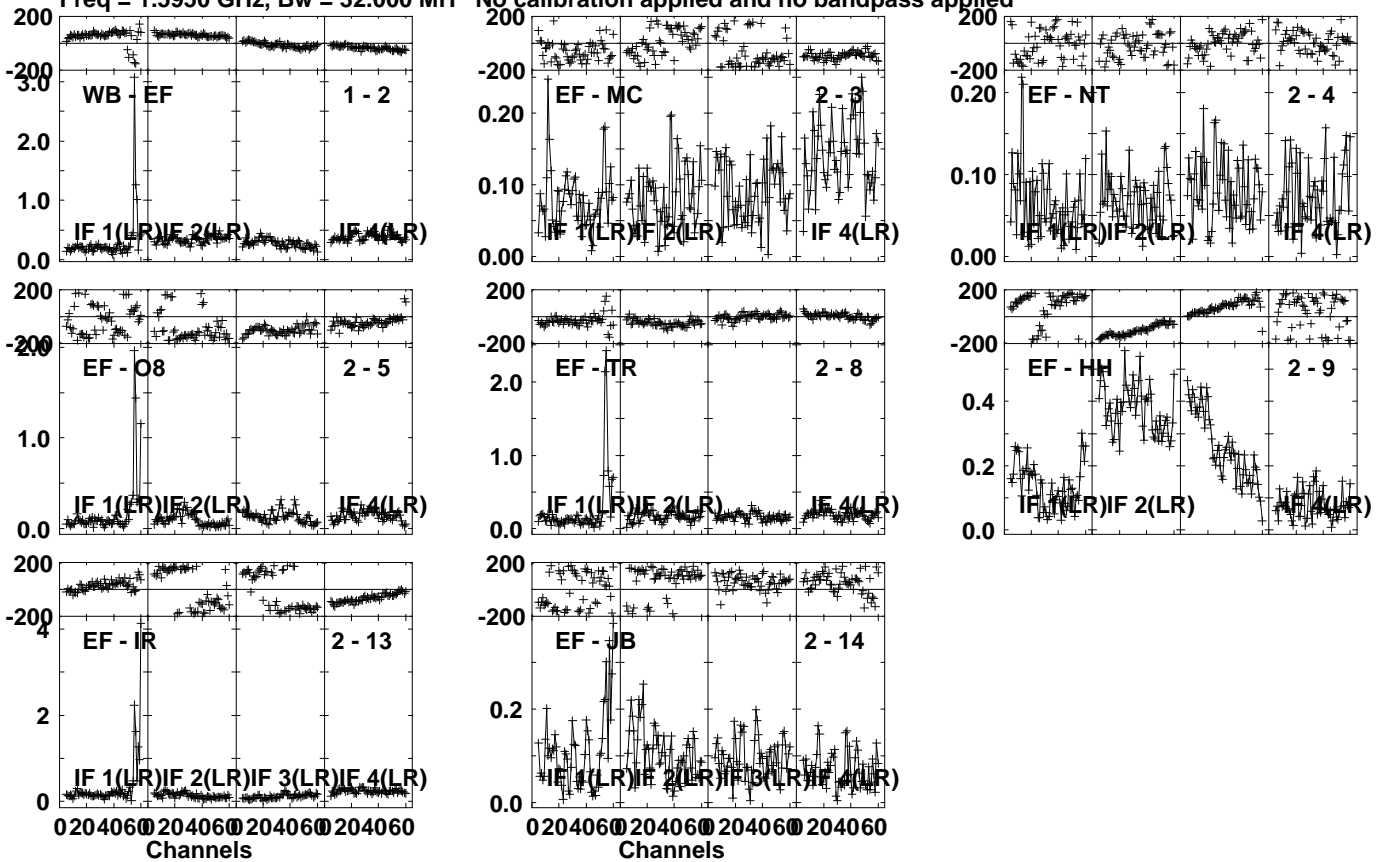 Freq = 1.5950 GHz, Bw = 32.000 MH No calibration applied and no bandpass applied
200
-200
WB - EF 1 - 2
3.0
2.0
1.0
0.0
IF 1(LR) IF 2(LR) IF 4(LR)
EF - MC 2 - 3
0.20
0.10
0.00
IF 1(LR) IF 2(LR) IF 4(LR)
EF - NT 2 - 4
0.20
0.10
0.00
IF 1(LR) IF 2(LR) IF 4(LR)
200
-200
EF - O8 2 - 5
2.0
1.0
0.0
IF 1(LR) IF 2(LR) IF 4(LR)
200
-200
EF - TR 2 - 8
2.0
1.0
0.0
IF 1(LR) IF 2(LR) IF 4(LR)
200
-200
EF - HH 2 - 9
0.4
0.2
0.0
IF 1(LR) IF 2(LR) IF 4(LR)
200
-200
EF - IR 2 - 13
4
2
0
IF 1(LR) IF 2(LR) IF 3(LR) IF 4(LR)
0 20 40 60 0 20 40 60 0 20 40 60 0 20 40 60
Channels
200
-200
EF - JB 2 - 14
0.2
0.0
IF 1(LR) IF 2(LR) IF 3(LR) IF 4(LR)
0 20 40 60 0 20 40 60 0 20 40 60 0 20 40 60
Channels